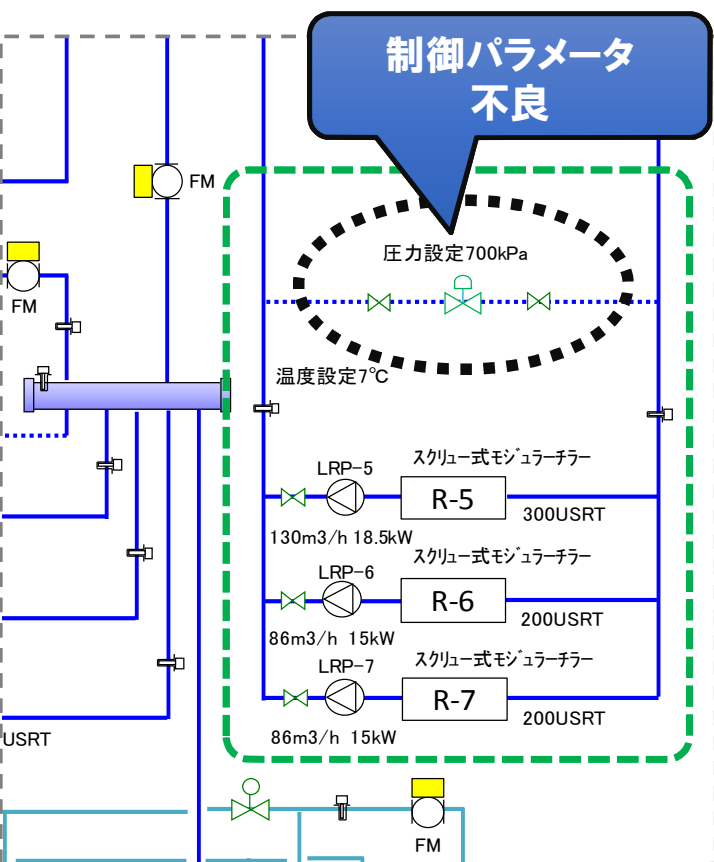 制御パラメータ
不良
FM
圧力設定700kPa
FM
温度設定7℃
スクリュー式モジュラーチラー
LRP-5
R-5
300USRT
130m3/h 18.5kW
スクリュー式モジュラーチラー
LRP-6
R-6
200USRT
86m3/h 15kW
スクリュー式モジュラーチラー
LRP-7
R-7
200USRT
86m3/h 15kW
USRT
FM